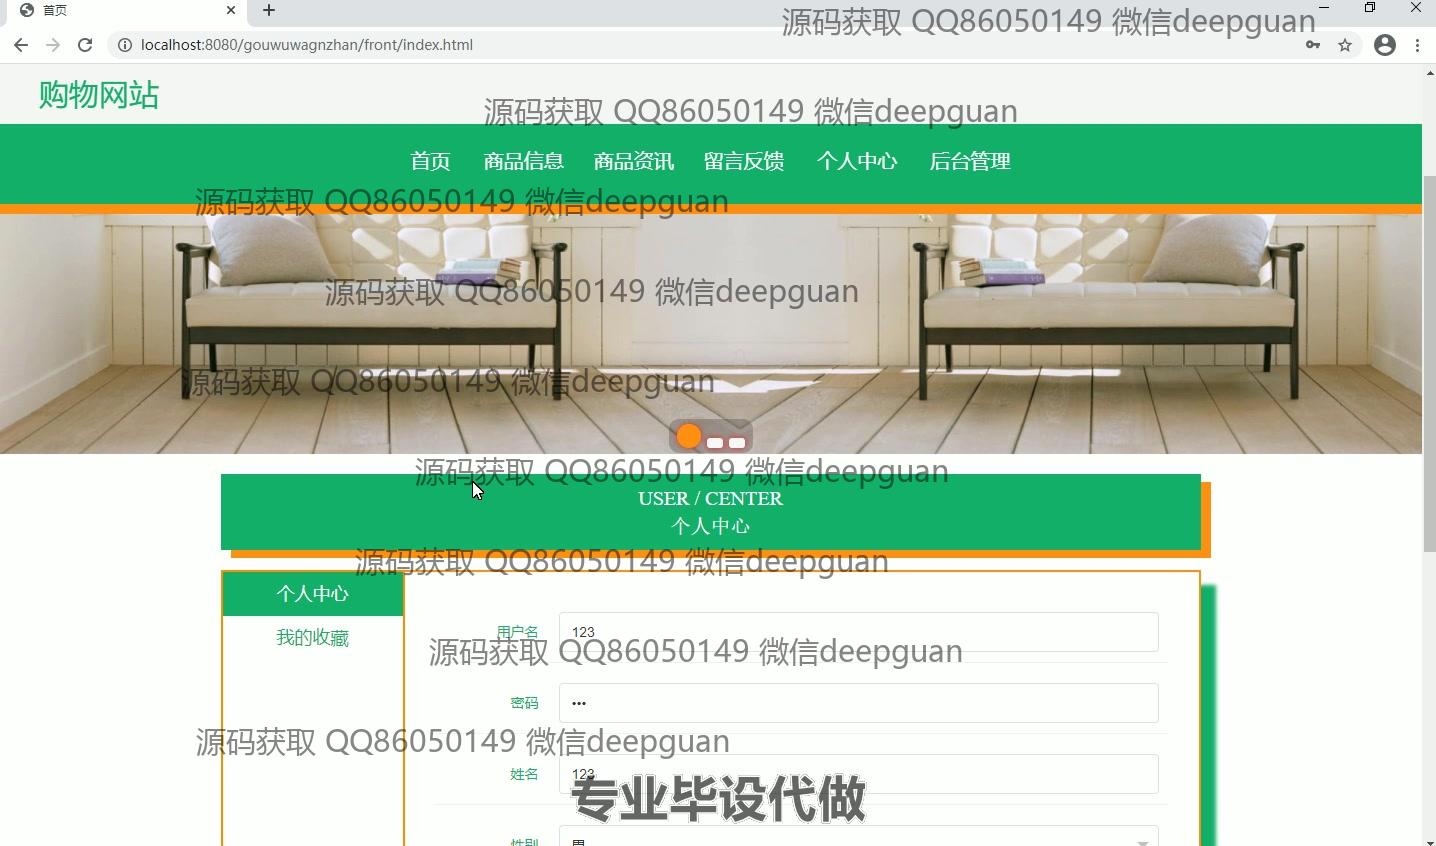 首页
源码获取 QQ86050149 微信deepguan
localhost:8080/gouwuwagnzhan/front/index.html
购物网站
源码获取 QQ86050149 微信deepguan
首页 商品信息 商品资讯 留言反馈 个人中心 后台管理
源码获取 QQ86050149 微信deepguan
源码获取 QQ86050149 微信deepguan
源码获取 QQ86050149 微信deepguan
源码获取 QQ86050149 微信deepguan
USER / CENTER
个人中心
源码获取 QQ86050149 微信deepguan
个人中心
我的收藏
用户名 123
源码获取 QQ86050149 微信deepguan
密码 •••
源码获取 QQ86050149 微信deepguan
姓名 123
专业毕设代做
性别 男